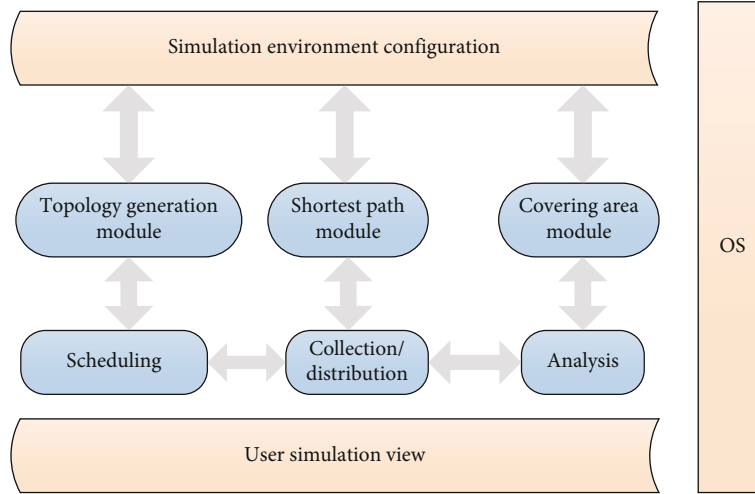 Simulation environment configuration
Topology generation
module
Shortest path
module
Covering area
module
OS
Scheduling
Collection/
distribution
Analysis
User simulation view